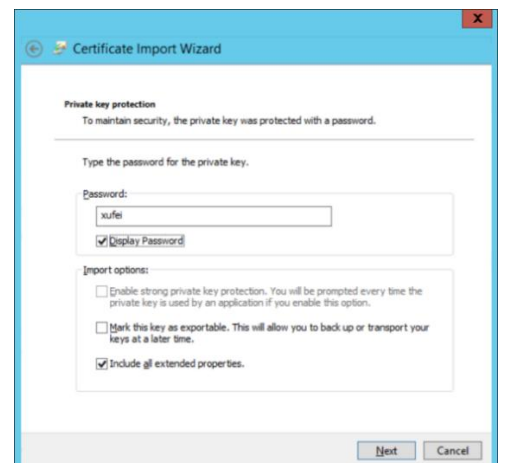 X
Certificate Import Wizard
Private key protection
To maintain security, the private key was protected with a password.
Type the password for the private key.
Password:
xufei
Display Password
Import options:
Enable strong private key protection. You will be prompted every time the
private key is used by an application if you enable this option.
Mark this key as exportable. This will allow you to back up or transport your
keys at a later time.
Include all extended properties.
Next Cancel